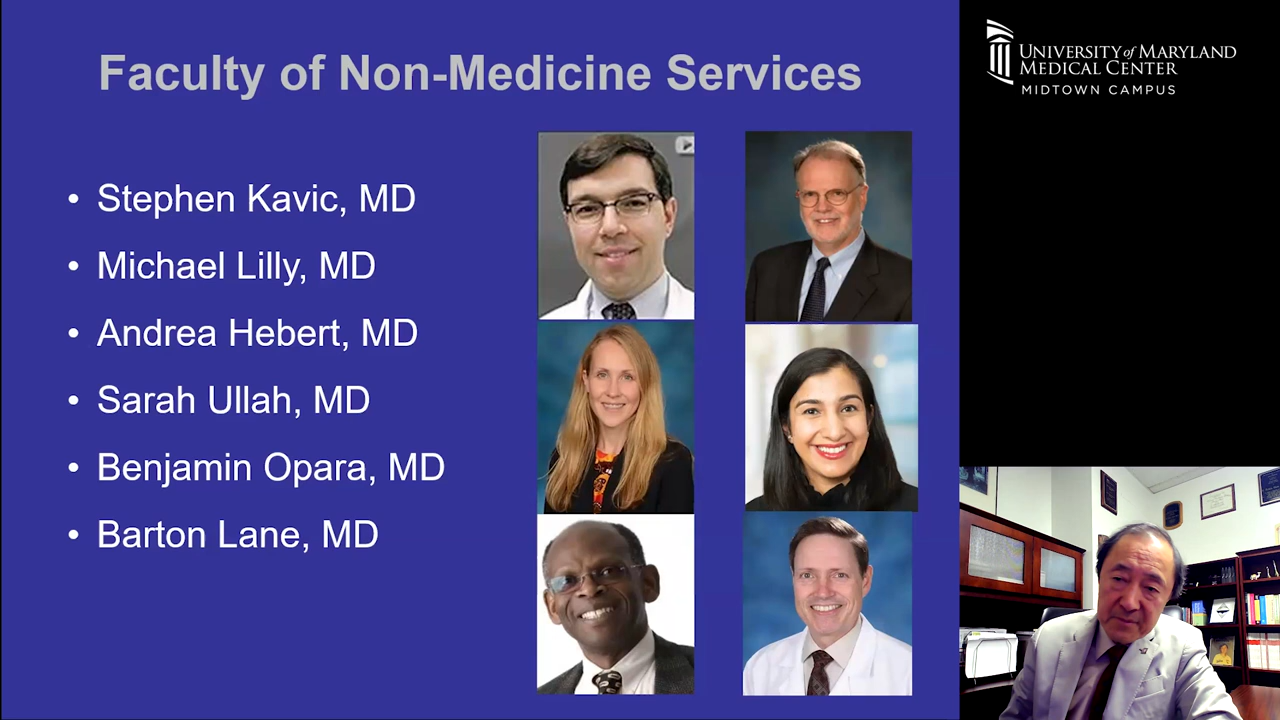 Faculty of Non-Medicine Services
• Stephen Kavic, MD
• Michael Lilly, MD
• Andrea Hebert, MD
• Sarah Ullah, MD
• Benjamin Opara, MD
• Barton Lane, MD
UNIVERSITY of MARYLAND
MEDICAL CENTER
MIDTOWN CAMPUS